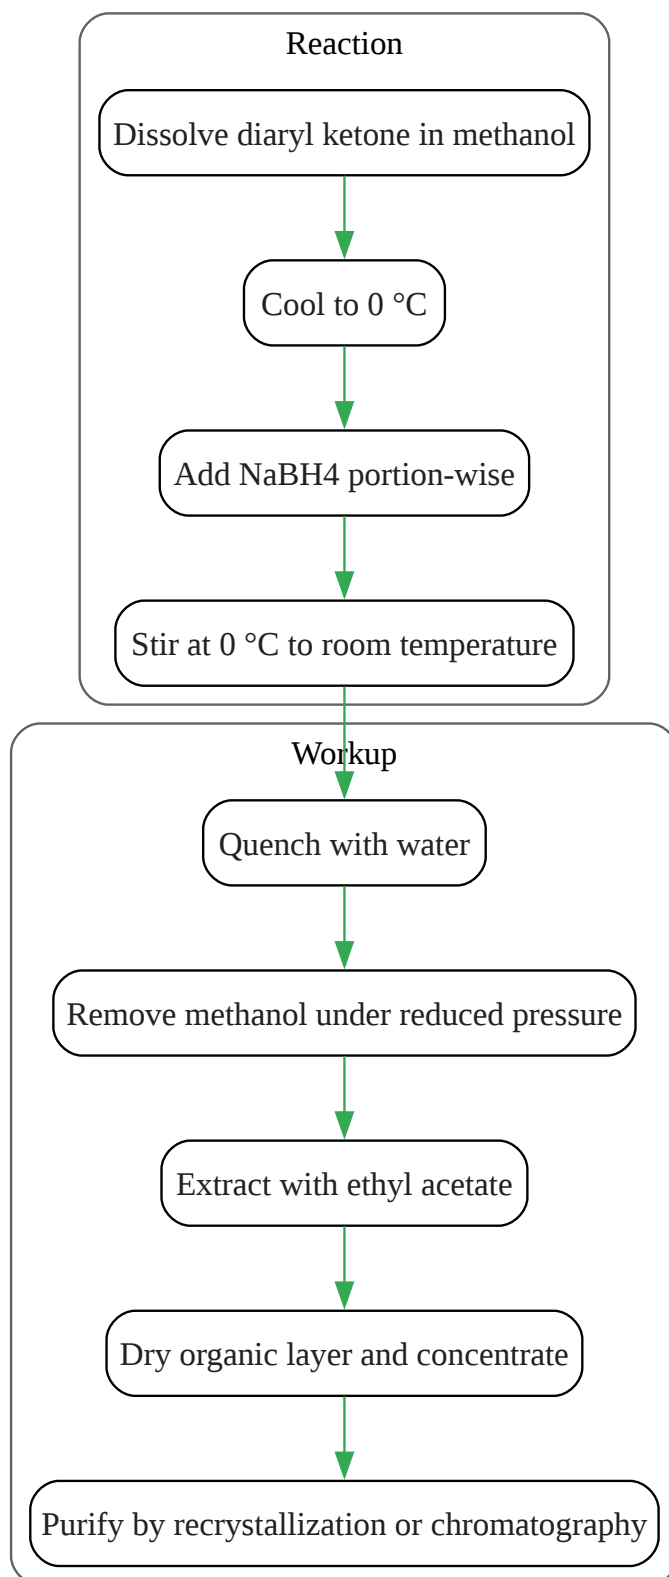 Reaction
Dissolve diaryl ketone in methanol
Cool to 0 °C
Add NaBH4 portion-wise
Stir at 0 °C to room temperature
Workup
Quench with water
Remove methanol under reduced pressure
Extract with ethyl acetate
Dry organic layer and concentrate
Purify by recrystallization or chromatography